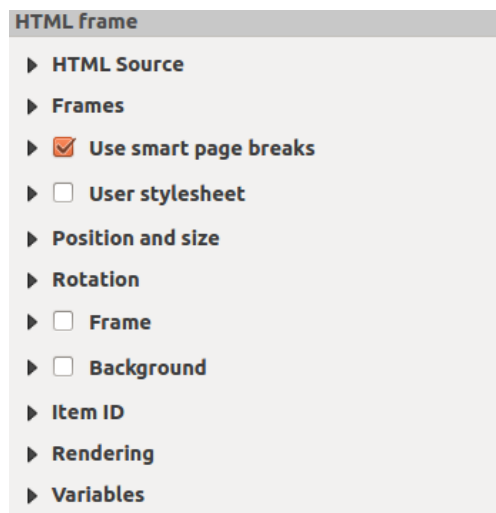 HTML frame
HTML Source
Frames
Use smart page breaks
User stylesheet
Position and size
Rotation
Frame
Background
Item ID
Rendering
Variables